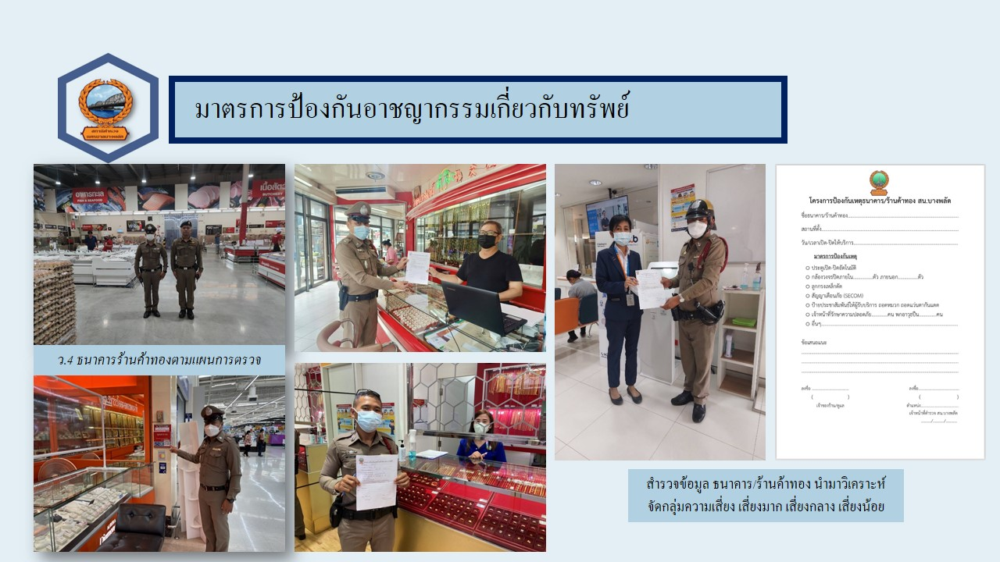 มาตรการป้องกันอาชญากรรมเกี่ยวกับทรัพย์
อาหารทะเล
FISH & SEAFOOD
เนื้อสัตว์
BUTCHERY
ว.4 ธนาคารร้านค้าทองตามแผนการตรวจ
โครงการป้องกันเหตุธนาคาร/ร้านค้าทอง สน.บางพลัด
ชื่อธนาคาร/ร้านค้าทอง
สถานที่ตั้ง
วัน/เวลาเปิด-ปิดให้บริการ
มาตรการป้องกันเหตุ
ประตูเปิด-ปิดอัตโนมัติ
กล้องวงจรปิดภายใน............ตัว ภายนอก............ตัว
ลูกกรงเหล็กดัด
สัญญาเตือนภัย (SECOM)
ป้ายประชาสัมพันธ์ให้ผู้รับบริการ ถอดหมวก ถอดแว่นตากันแดด
เจ้าหน้าที่รักษาความปลอดภัย............คน พกอาวุธปืน............คน
อื่นๆ
ข้อเสนอแนะ
ลงชื่อ ............ ลงชื่อ............
( ) ( )
เจ้าของร้าน/ผู้แล ตำแหน่ง............
เจ้าหน้าที่ตำรวจ สน.บางพลัด
......../......../........
สำรวจข้อมูล ธนาคาร/ร้านค้าทอง นำมาวิเคราะห์
จัดกลุ่มความเสี่ยง เสี่ยงมาก เสี่ยงกลาง เสี่ยงน้อย